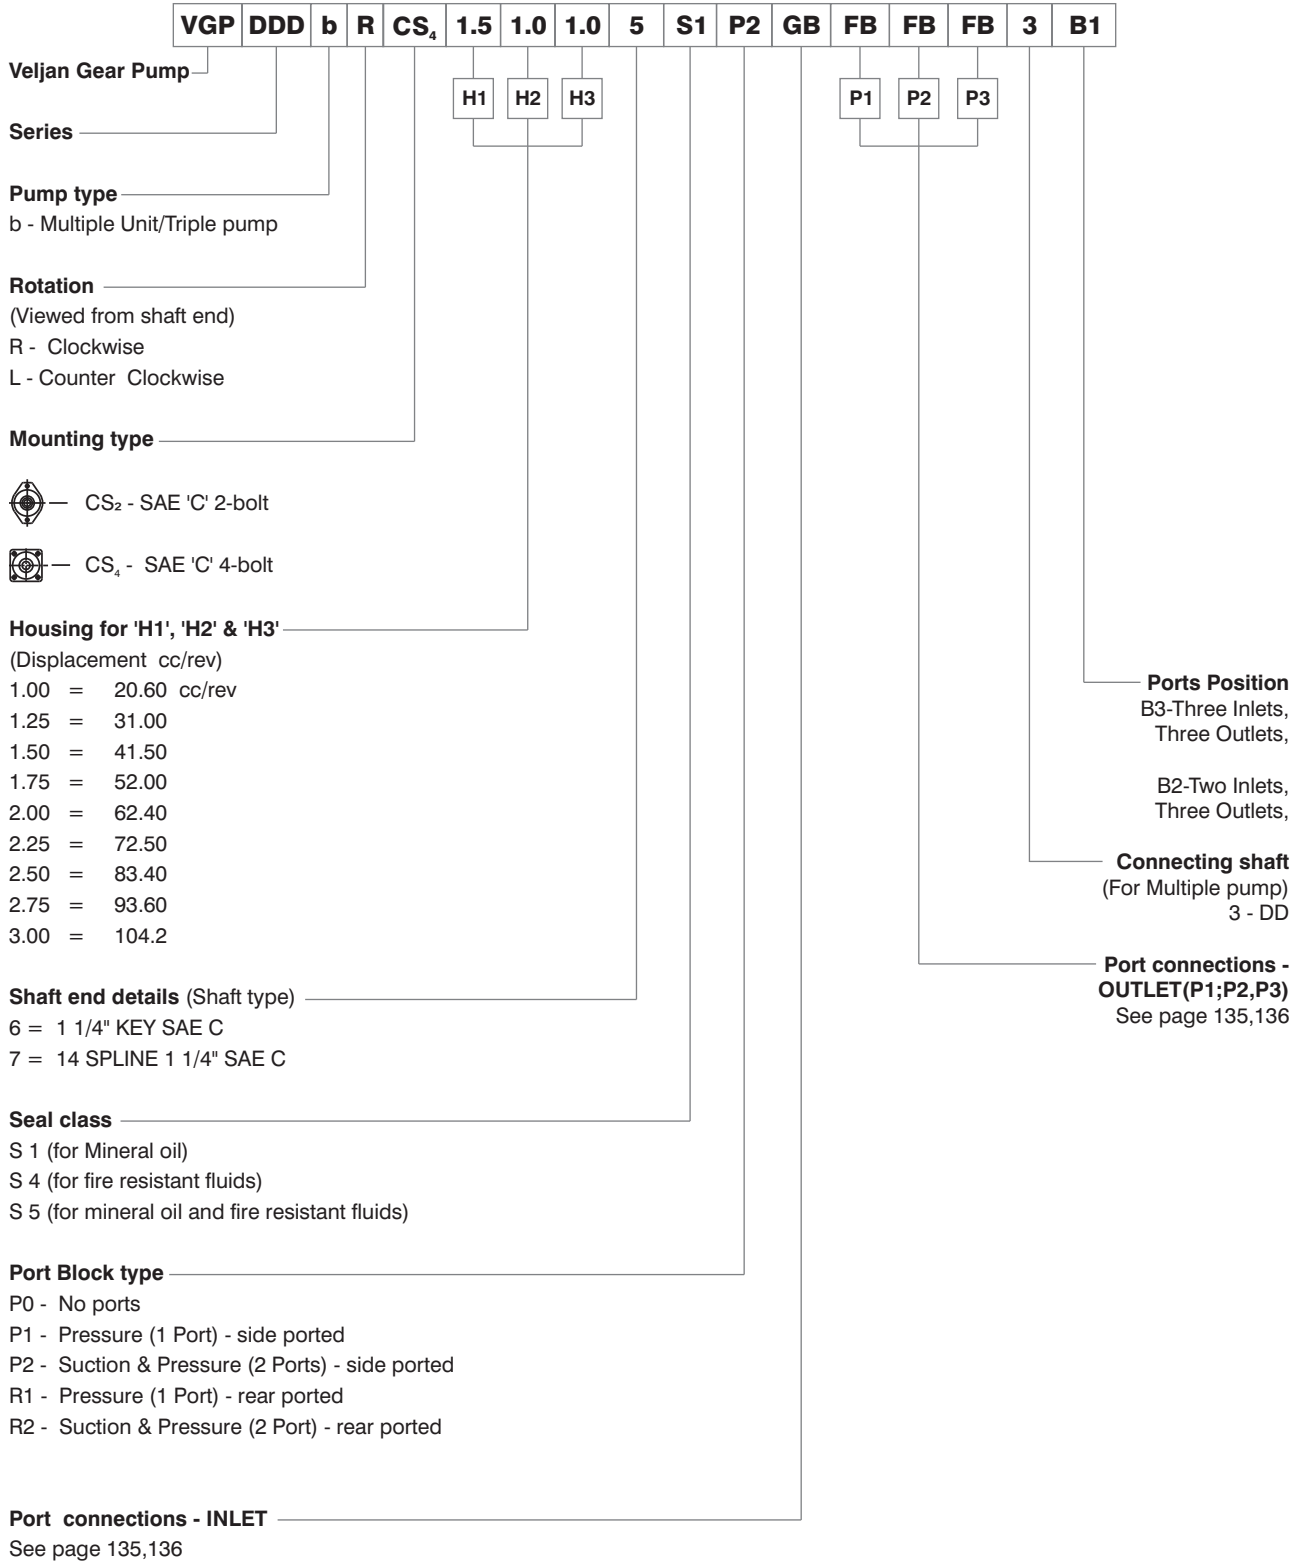 VGP DDD b R CS₄ 1.5 1.0 1.0 5 S1 P2 GB FB FB FB 3 B1
H1 H2 H3 P1 P2 P3
Veljan Gear Pump
Series
Pump type
b - Multiple Unit/Triple pump
Rotation
(Viewed from shaft end)
R - Clockwise
L - Counter Clockwise
Mounting type
CS₂ - SAE 'C' 2-bolt
CS₄ - SAE 'C' 4-bolt
Housing for 'H1', 'H2' & 'H3'
(Displacement cc/rev)
1.00 = 20.60 cc/rev
1.25 = 31.00
1.50 = 41.50
1.75 = 52.00
2.00 = 62.40
2.25 = 72.50
2.50 = 83.40
2.75 = 93.60
3.00 = 104.2
Shaft end details (Shaft type)
6 = 1 1/4" KEY SAE C
7 = 14 SPLINE 1 1/4" SAE C
Seal class
S 1 (for Mineral oil)
S 4 (for fire resistant fluids)
S 5 (for mineral oil and fire resistant fluids)
Port Block type
P0 - No ports
P1 - Pressure (1 Port) - side ported
P2 - Suction & Pressure (2 Ports) - side ported
R1 - Pressure (1 Port) - rear ported
R2 - Suction & Pressure (2 Port) - rear ported
Port connections - INLET
See page 135,136
Ports Position
B3-Three Inlets,
Three Outlets,
B2-Two Inlets,
Three Outlets,
Connecting shaft
(For Multiple pump)
3 - DD
Port connections -
OUTLET(P1;P2,P3)
See page 135,136